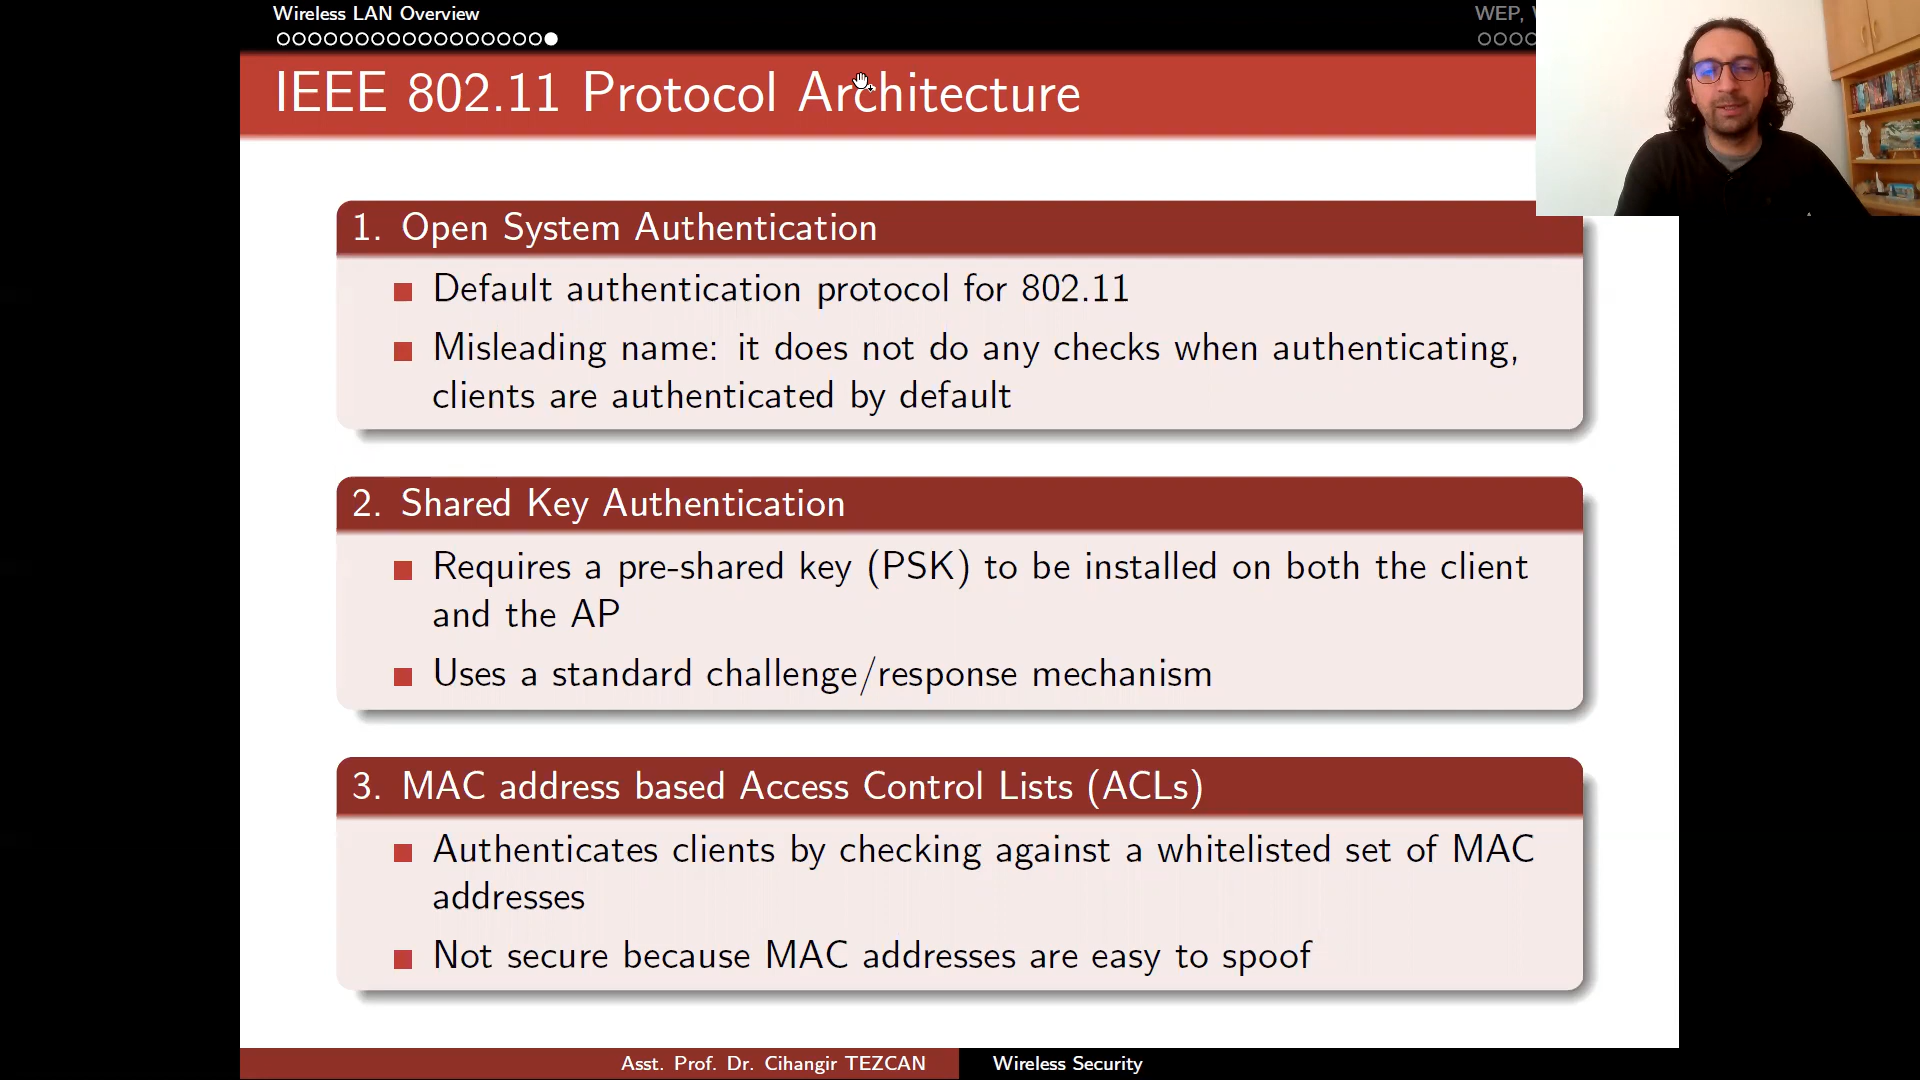 Wireless LAN Overview
WEP,
IEEE 802.11 Protocol Architecture
1. Open System Authentication
Default authentication protocol for 802.11
Misleading name: it does not do any checks when authenticating,
clients are authenticated by default
2. Shared Key Authentication
Requires a pre-shared key (PSK) to be installed on both the client
and the AP
Uses a standard challenge/response mechanism
3. MAC address based Access Control Lists (ACLs)
Authenticates clients by checking against a whitelisted set of MAC
addresses
Not secure because MAC addresses are easy to spoof
Asst. Prof. Dr. Cihangir TEZCAN
Wireless Security